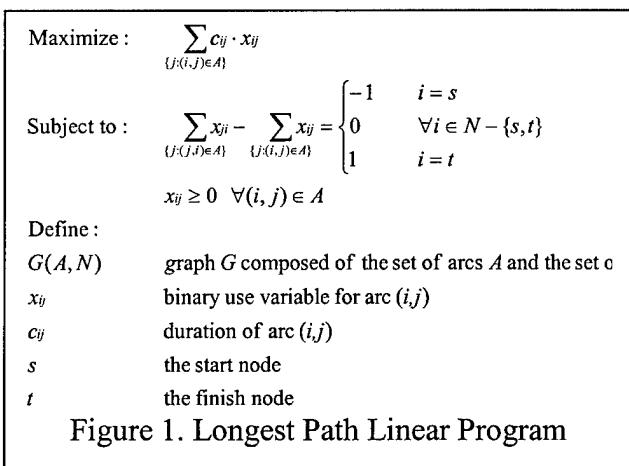 Maximize : ∑ cij · xij
{j:(i,j)∈A}
−1 i = s
Subject to : ∑ xji − ∑ xij = { 0 ∀i ∈ N − {s,t}
{j:(j,i)∈A} {j:(i,j)∈A}
1 i = t
xij ≥ 0 ∀(i, j) ∈ A
Define :
G(A, N) graph G composed of the set of arcs A and the set
xij binary use variable for arc (i,j)
cij duration of arc (i,j)
s the start node
t the finish node
Figure 1. Longest Path Linear Program